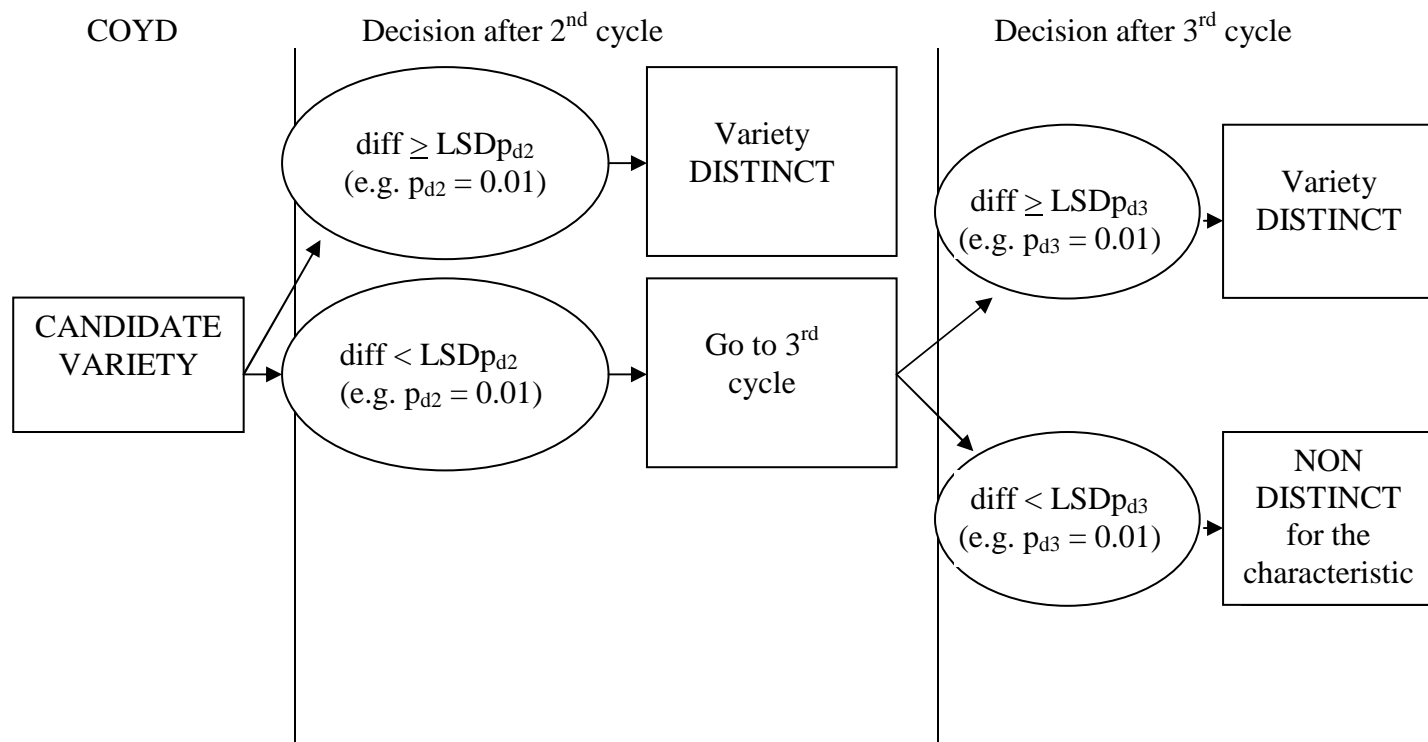 COYD
Decision after 2nd cycle
Decision after 3rd cycle
diff ≥ LSDpd2
(e.g. pd2 = 0.01)
Variety
DISTINCT
diff ≥ LSDpd3
(e.g. pd3 = 0.01)
Variety
DISTINCT
CANDIDATE
VARIETY
diff < LSDpd2
(e.g. pd2 = 0.01)
Go to 3rd
cycle
diff < LSDpd3
(e.g. pd3 = 0.01)
NON
DISTINCT
for the
characteristic